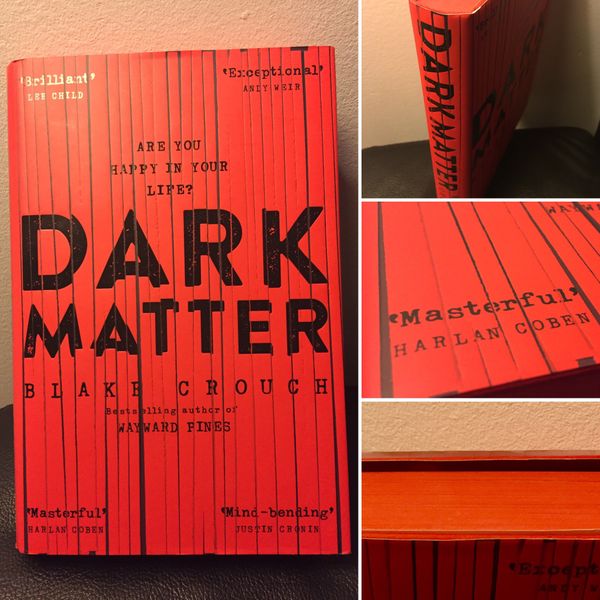 'Brilliant'
LEE CHILD
'Exceptional'
ANDY WEIR
ARE YOU
HAPPY IN YOUR
LIFE?
DARK
MATTER
BLAKE CROUCH
Bestselling author of
WAYWARD PINES
'Masterful'
HARLAN COBEN
'Mind-bending'
JUSTIN CRONIN
DARK MATTER
'Masterful'
HARLAN COBEN